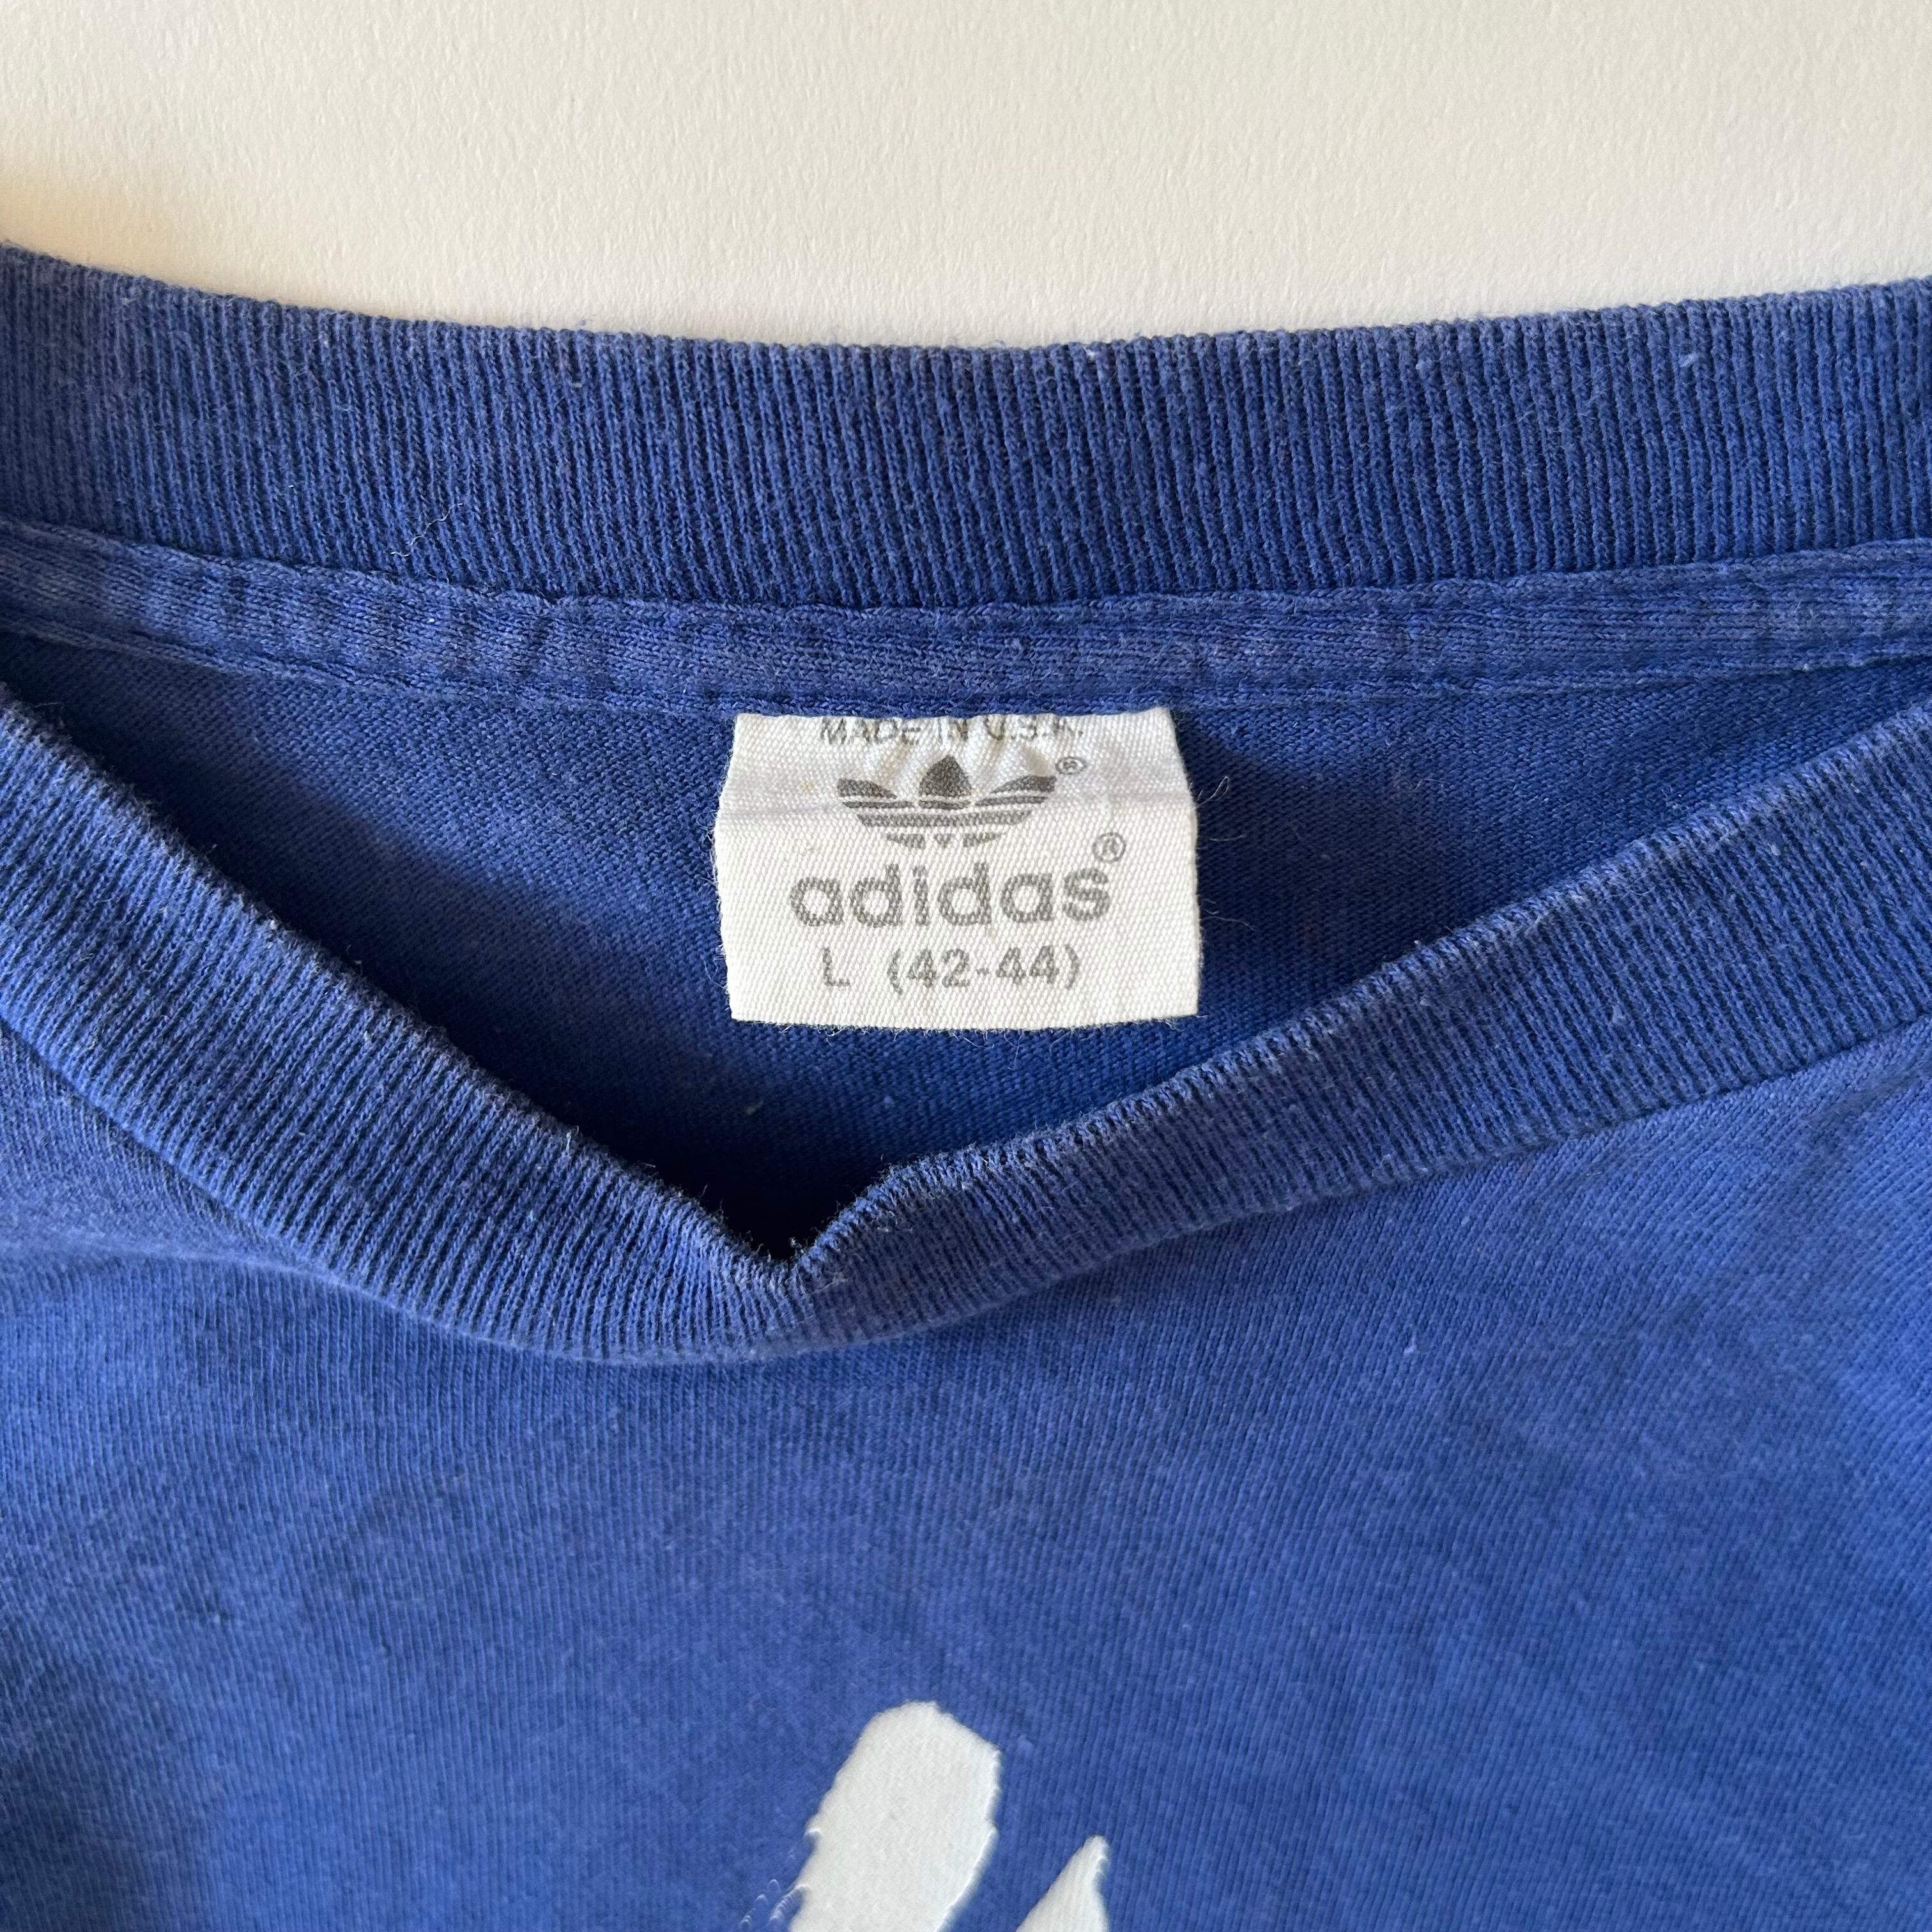 MADE IN U.S.A.
®
adidas®
L (42-44)